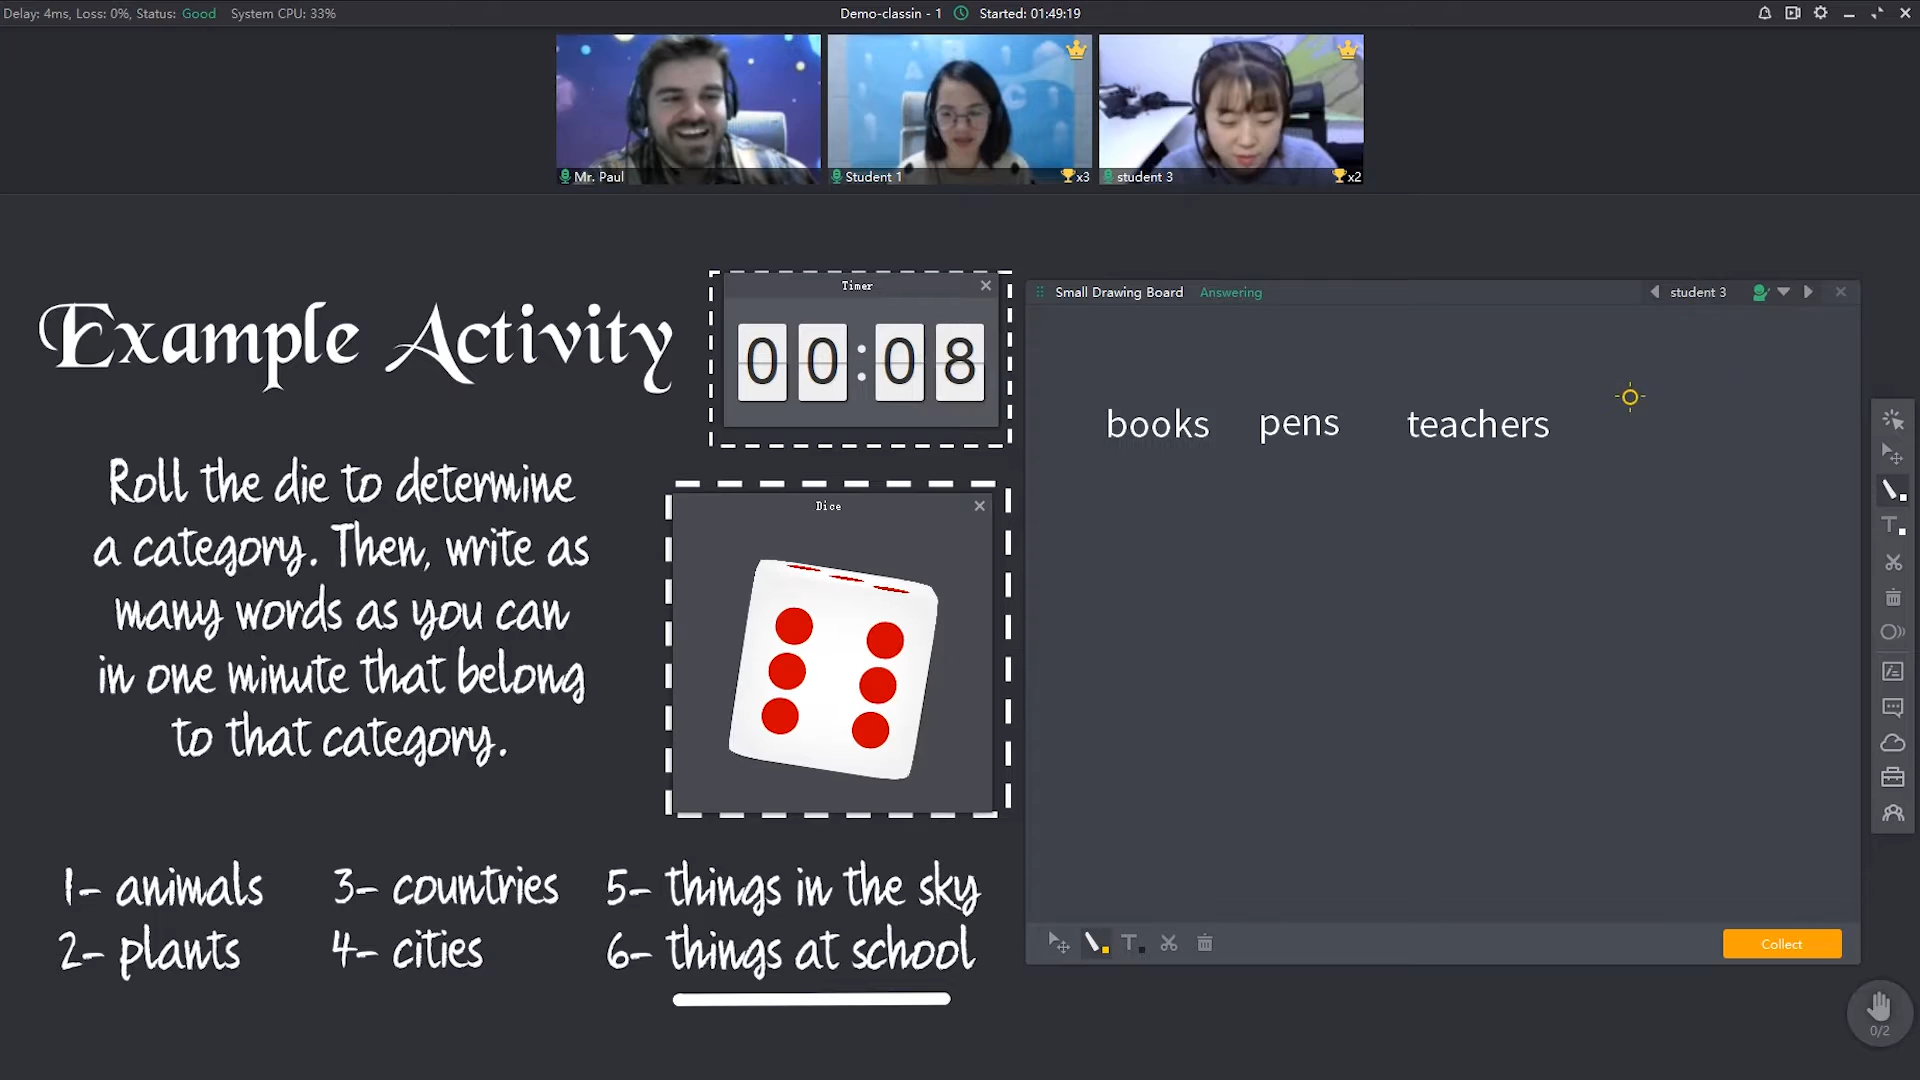 Delay: 4ms, Loss: 0%, Status: Good System CPU: 33%
Demo-classin - 1 Started: 01:49:19
Mr. Paul
Student 1 x3
student 3 x2
Example Activity
Roll the die to determine
a category. Then, write as
many words as you can
in one minute that belong
to that category.
Timer
00:08
Dice
1- animals
2- plants
3- countries
4- cities
5- things in the sky
6- things at school
Small Drawing Board Answering student 3
books pens teachers
Collect
0/2